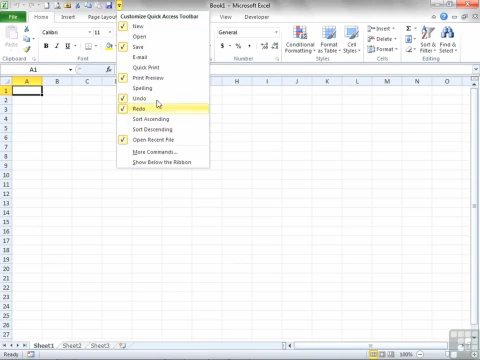 Book1 - Microsoft Excel
File Home Insert Page Layou View Developer
Customize Quick Access Toolbar
New
Open
Save
E-mail
Quick Print
Print Preview
Spelling
Undo
Redo
Sort Ascending
Sort Descending
Open Recent File
More Commands...
Show Below the Ribbon
Paste
Clipboard
Calibri 11
B I U
Font
$ % ,
Number
Conditional Formatting
Format as Table
Cell Styles
Styles
Insert
Delete
Format
Cells
Sort & Filter
Find & Select
Editing
A1
A B C G H I J K L M N O
1
2
3
4
5
6
7
8
9
10
11
12
13
14
15
16
17
18
19
20
21
22
23
24
25
26
27
Sheet1 Sheet2 Sheet3
Ready
100%